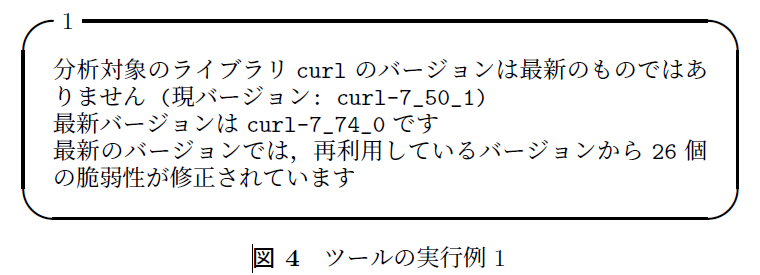 1
分析対象のライブラリ curl のバージョンは最新のものではあ
りません (現バージョン: curl-7_50_1)
最新バージョンは curl-7_74_0 です
最新のバージョンでは，再利用しているバージョンから 26 個
の脆弱性が修正されています
図 4 ツールの実行例 1